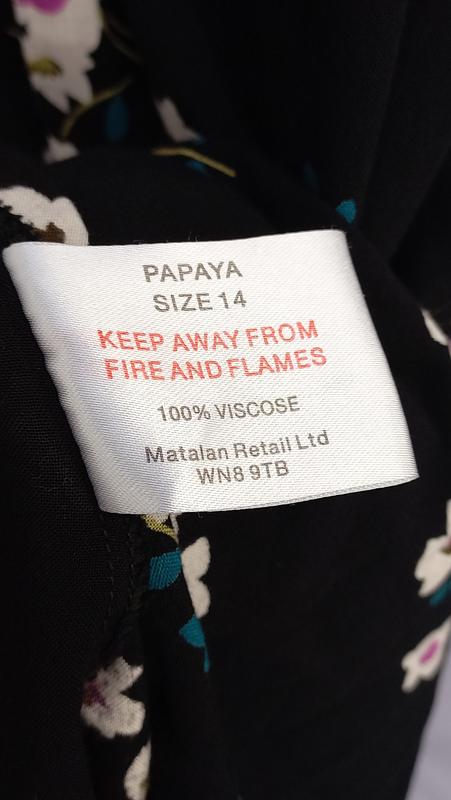 PAPAYA
SIZE 14
KEEP AWAY FROM
FIRE AND FLAMES
100% VISCOSE
Matalan Retail Ltd
WN8 9TB